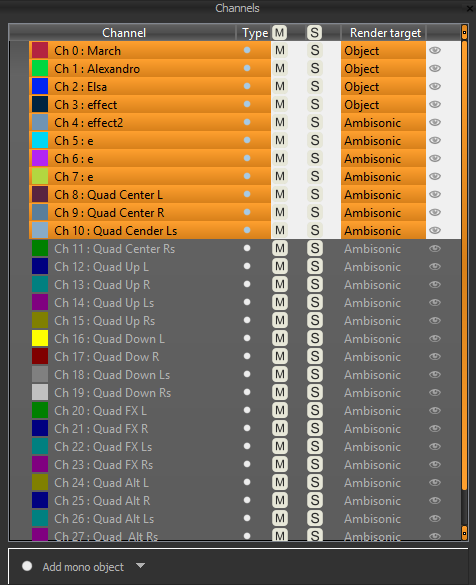 Channels
Channel Type M S Render target
Ch 0 : March M S Object
Ch 1 : Alexandro M S Object
Ch 2 : Elsa M S Object
Ch 3 : effect M S Object
Ch 4 : effect2 M S Ambisonic
Ch 5 : e M S Ambisonic
Ch 6 : e M S Ambisonic
Ch 7 : e M S Ambisonic
Ch 8 : Quad Center L M S Ambisonic
Ch 9 : Quad Center R M S Ambisonic
Ch 10 : Quad Cender Ls M S Ambisonic
Ch 11 : Quad Center Rs M S Ambisonic
Ch 12 : Quad Up L M S Ambisonic
Ch 13 : Quad Up R M S Ambisonic
Ch 14 : Quad Up Ls M S Ambisonic
Ch 15 : Quad Up Rs M S Ambisonic
Ch 16 : Quad Down L M S Ambisonic
Ch 17 : Quad Dow R M S Ambisonic
Ch 18 : Quad Down Ls M S Ambisonic
Ch 19 : Quad Down Rs M S Ambisonic
Ch 20 : Quad FX L M S Ambisonic
Ch 21 : Quad FX R M S Ambisonic
Ch 22 : Quad FX Ls M S Ambisonic
Ch 23 : Quad FX Rs M S Ambisonic
Ch 24 : Quad Alt L M S Ambisonic
Ch 25 : Quad Alt R M S Ambisonic
Ch 26 : Quad Alt Ls M S Ambisonic
Ch 27 : Quad Alt Rs M S Ambisonic
Add mono object